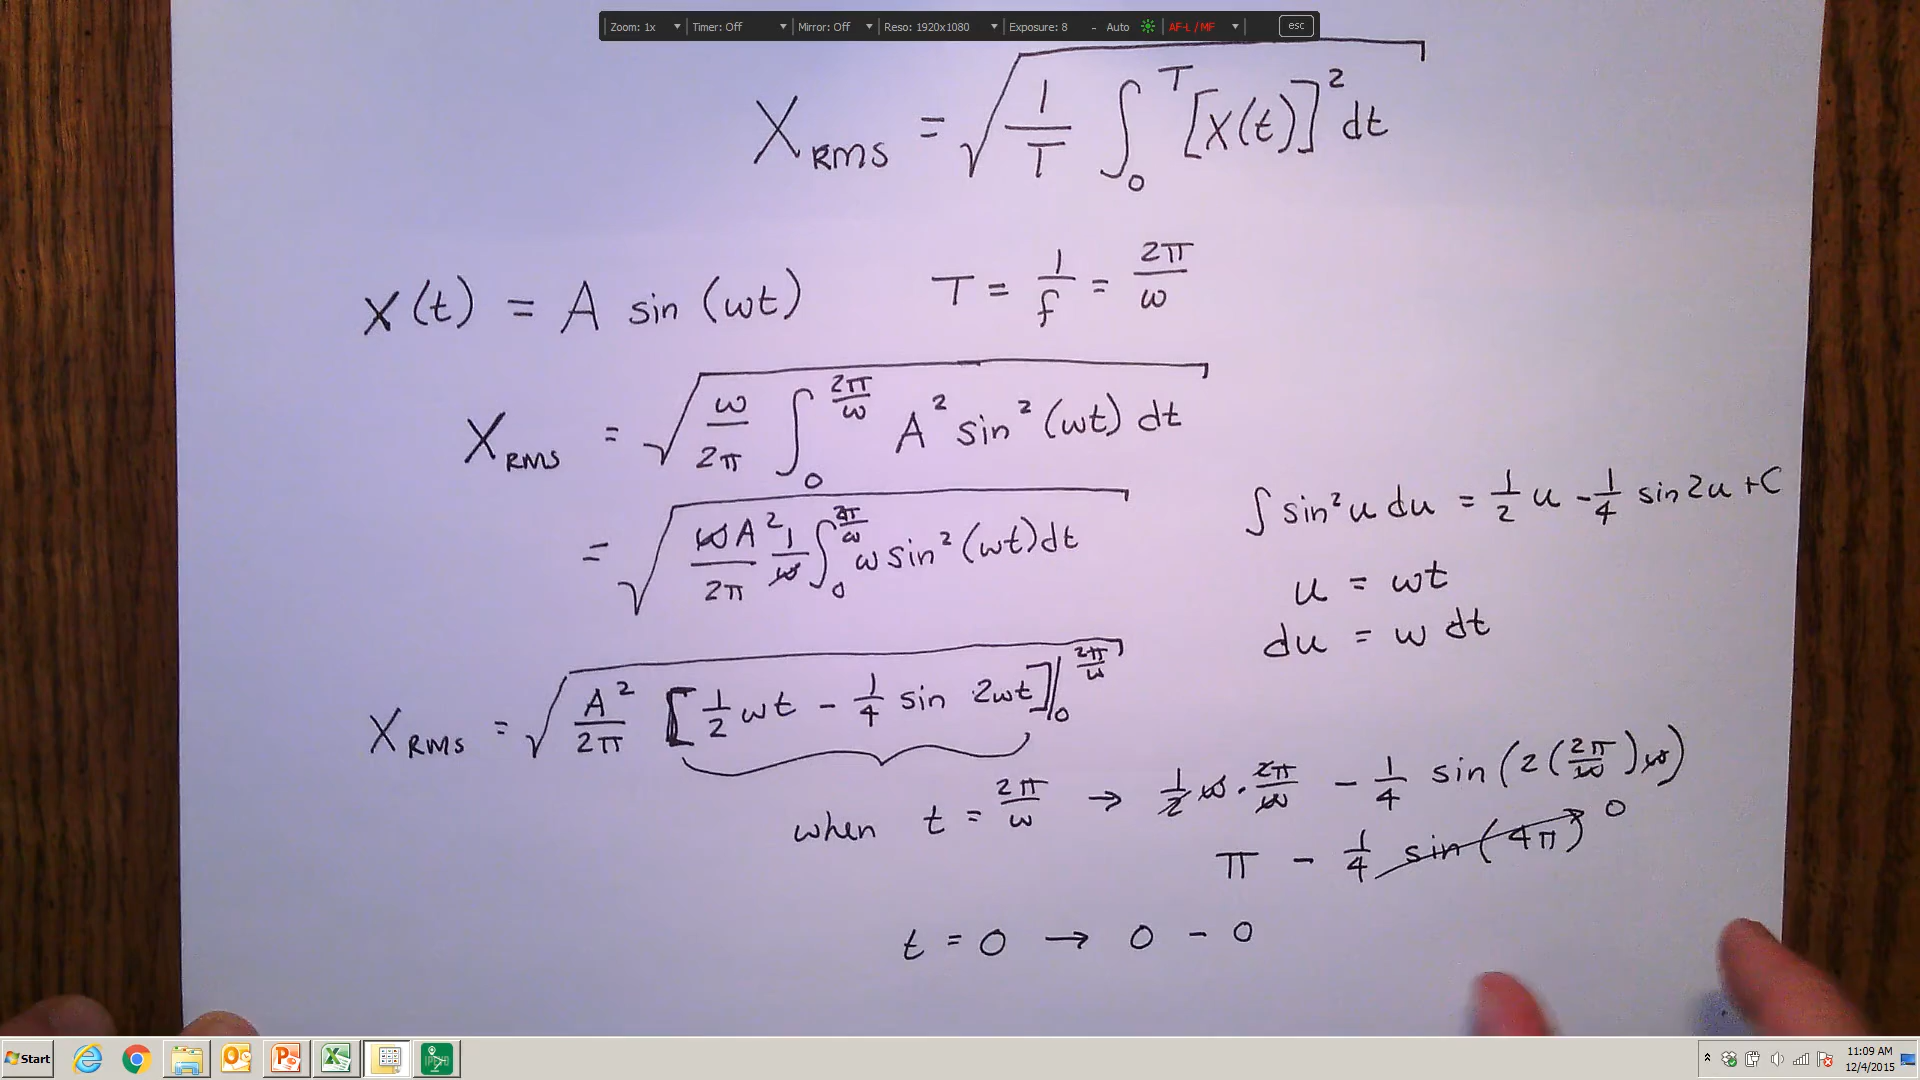 Zoom: 1x Timer: Off Mirror: Off Reso: 1920x1080 Exposure: 8 - Auto AF-L / MF esc
X_RMS = √(1/T ∫₀^T [X(t)]² dt)
X(t) = A sin (ωt) T = 1/f = 2π/ω
X_RMS = √(ω/2π ∫₀^(2π/ω) A² sin² (ωt) dt)
= √(ωA²/2π 1/ω ∫₀^(2π/ω) ω sin² (ωt) dt)
∫ sin² u du = 1/2 u - 1/4 sin 2u + C
u = ωt
du = ω dt
X_RMS = √(A²/2π [1/2 ωt - 1/4 sin 2ωt]|₀^(2π/ω))
when t = 2π/ω → 1/2 ω · 2π/ω - 1/4 sin (2(2π/ω)ω)
π - 1/4 sin(4π) 0
t = 0 → 0 - 0
Start
11:09 AM
12/4/2015